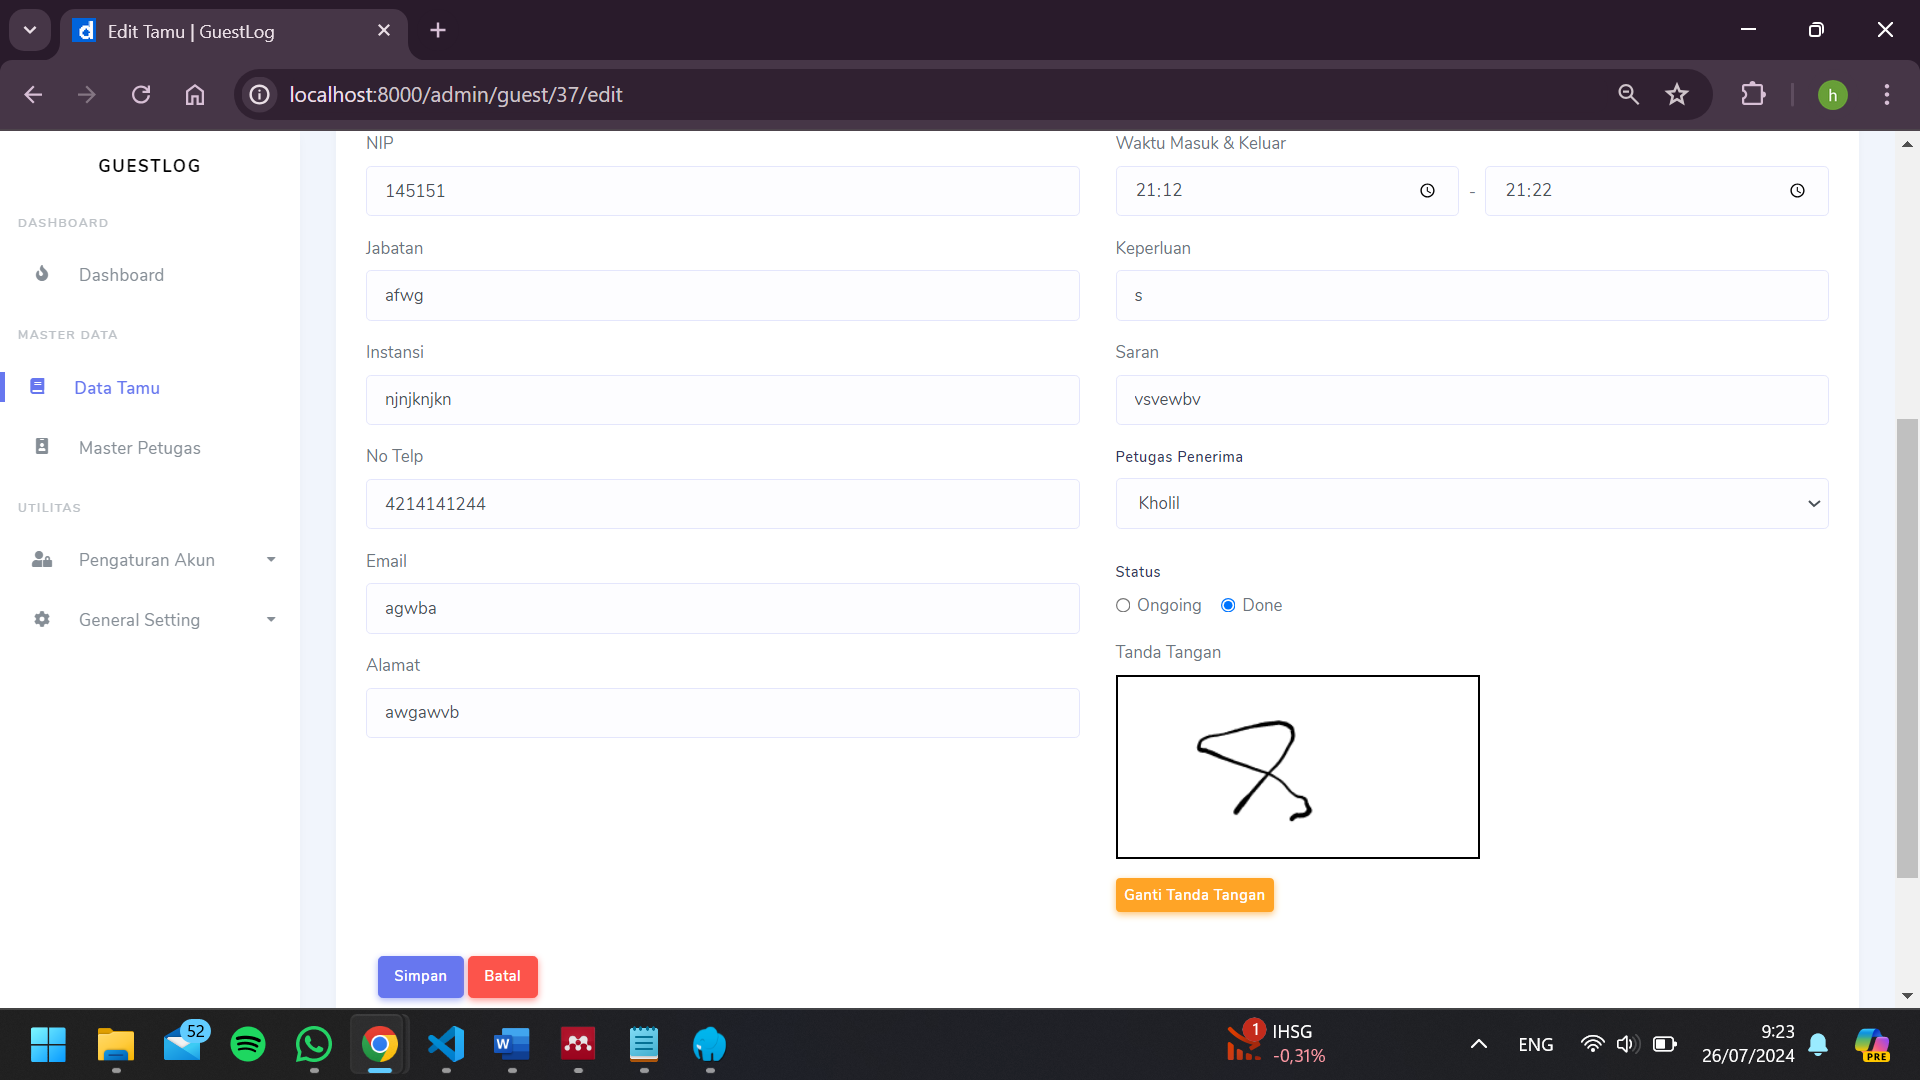 Edit Tamu | GuestLog
localhost:8000/admin/guest/37/edit
h
GUESTLOG
DASHBOARD
Dashboard
MASTER DATA
Data Tamu
Master Petugas
UTILITAS
Pengaturan Akun
General Setting
NIP
145151
Jabatan
afwg
Instansi
njnjknjkn
No Telp
4214141244
Email
agwba
Alamat
awgawvb
Waktu Masuk & Keluar
21:12 - 21:22
Keperluan
s
Saran
vsvewbv
Petugas Penerima
Kholil
Status
Ongoing Done
Tanda Tangan
Ganti Tanda Tangan
Simpan Batal
52
W
1
IHSG
-0,31%
ENG
9:23
26/07/2024
PRE